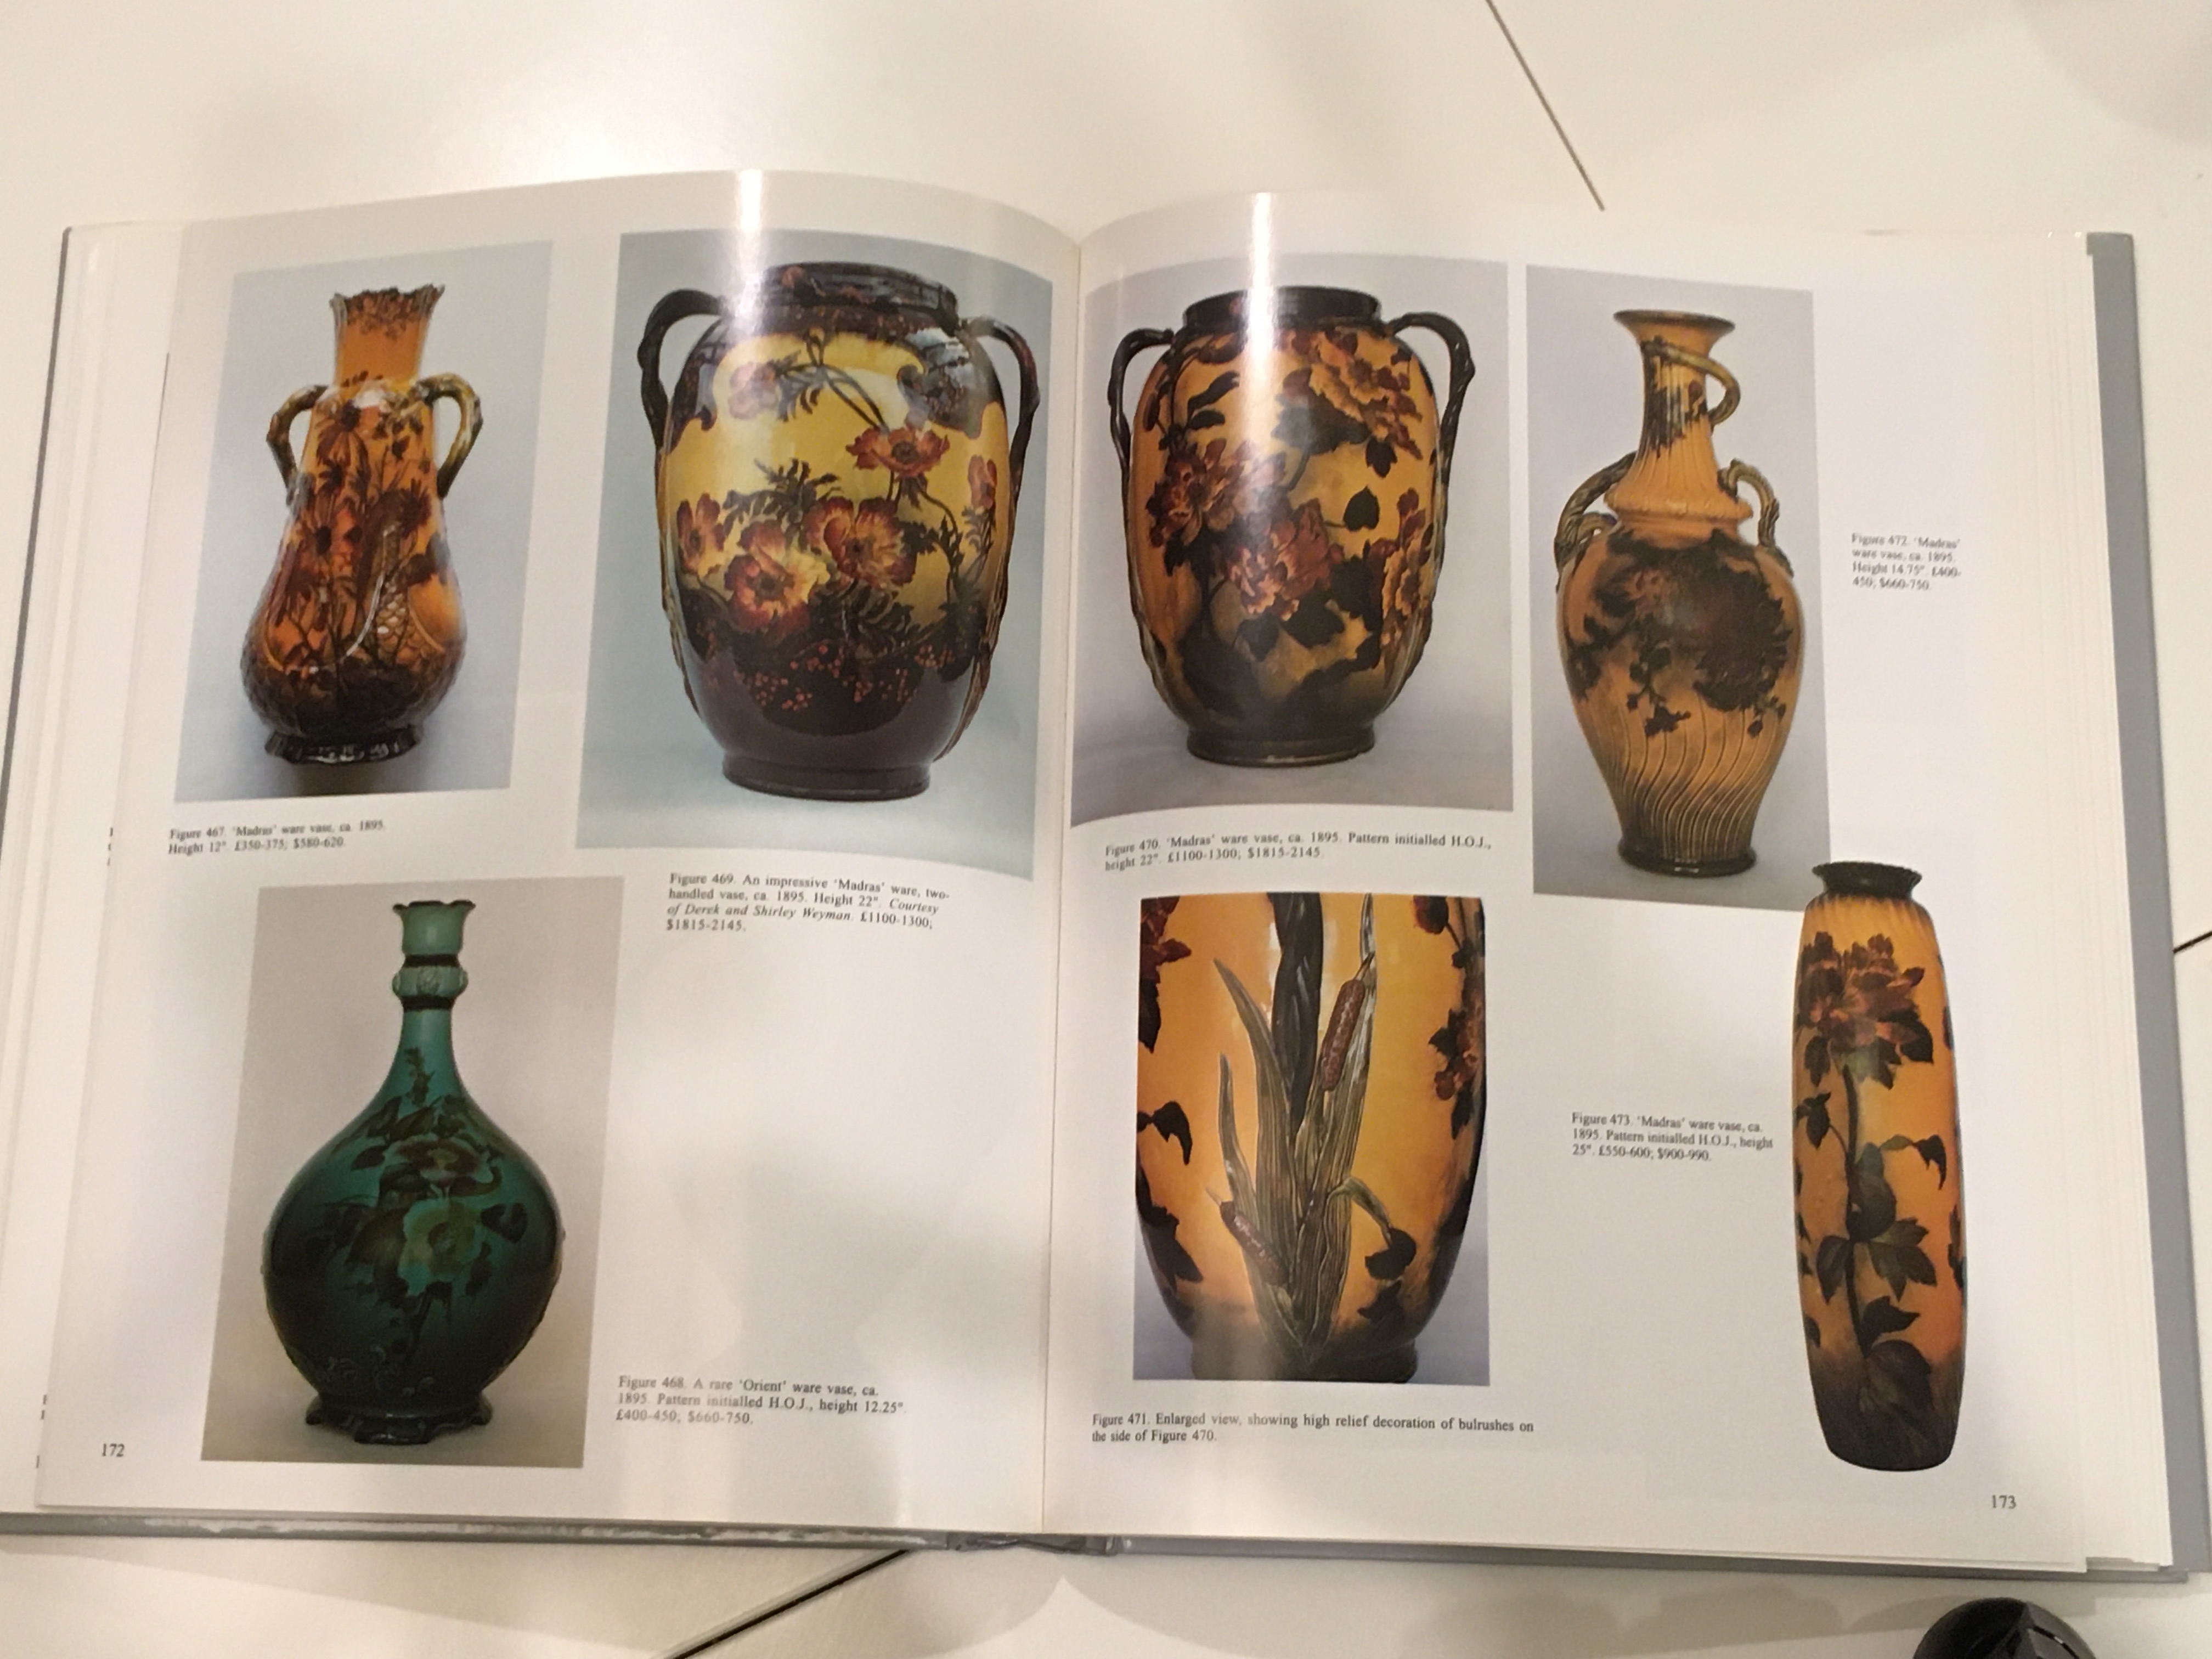 Figure 467. 'Madras' ware vase, ca. 1895.
Height 12". £350-375; $580-620.
Figure 469. An impressive 'Madras' ware, two-
handled vase, ca. 1895. Height 22". Courtesy
of Derek and Shirley Weyman. £1100-1300;
$1815-2145.
Figure 468. A rare 'Orient' ware vase, ca.
1895. Pattern initialled H.O.J., height 12.25".
£400-450; $660-750.
172
Figure 470. 'Madras' ware vase, ca. 1895. Pattern initialled H.O.J.,
height 22". £1100-1300; $1815-2145.
Figure 472. 'Madras'
ware vase, ca. 1895.
Height 14.75". £400-
450; $660-750.
Figure 473. 'Madras' ware vase, ca.
1895. Pattern initialled H.O.J., height
25". £550-600; $900-990.
Figure 471. Enlarged view, showing high relief decoration of bulrushes on
the side of Figure 470.
173